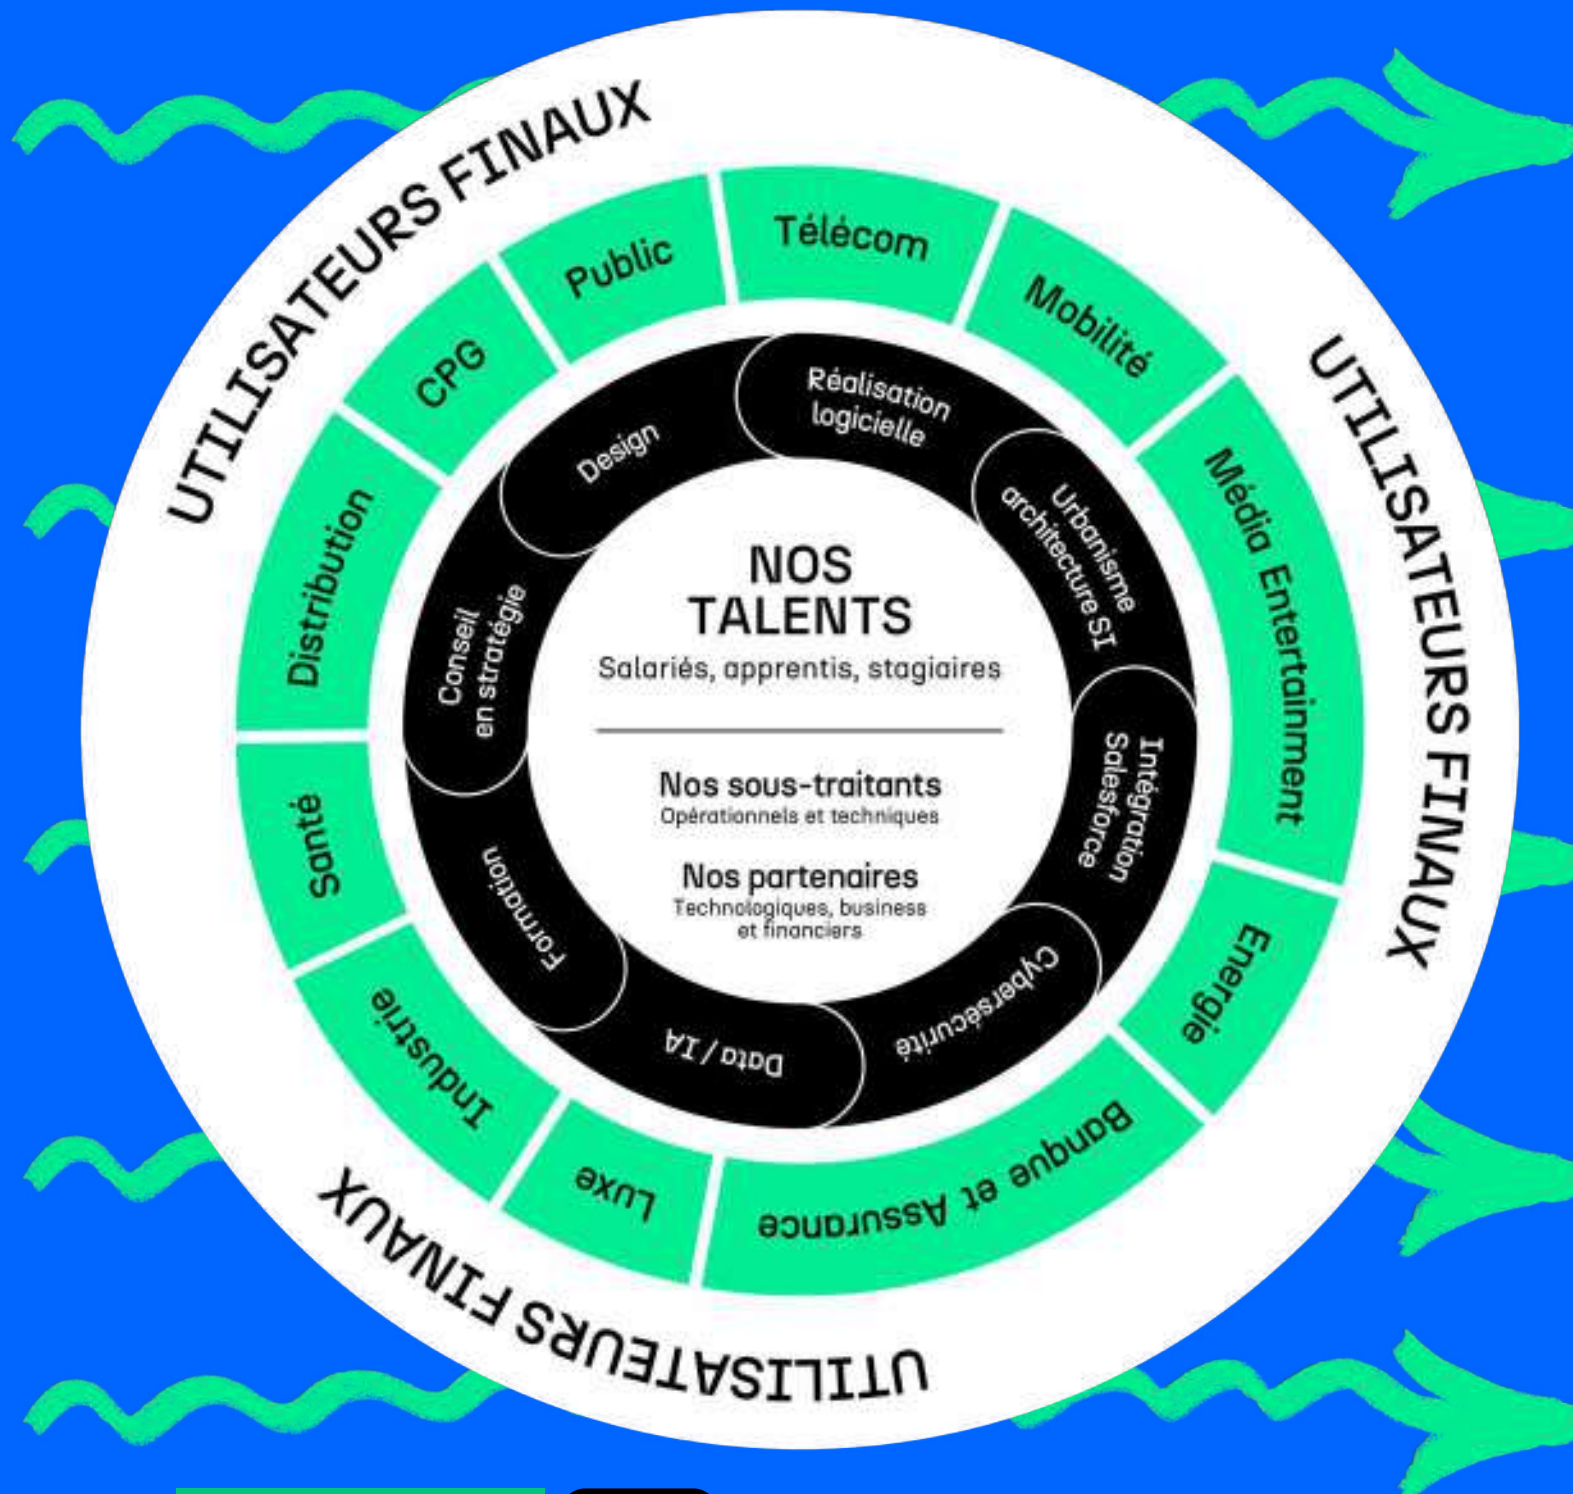 UTILISATEURS FINAUX
UTILISATEURS FINAUX
UTILISATEURS FINAUX
Télécom
Mobilité
Média Entertainment
Energie
Banque et Assurance
Luxe
Industrie
Santé
Distribution
CPG
Public
Réalisation
logicielle
Urbanisme
architecture SI
Intégration
Salesforce
Cybersécurité
Data / IA
Formation
Conseil
en stratégie
Design
NOS
TALENTS
Salariés, apprentis, stagiaires
Nos sous-traitants
Opérationnels et techniques
Nos partenaires
Technologiques, business
et financiers